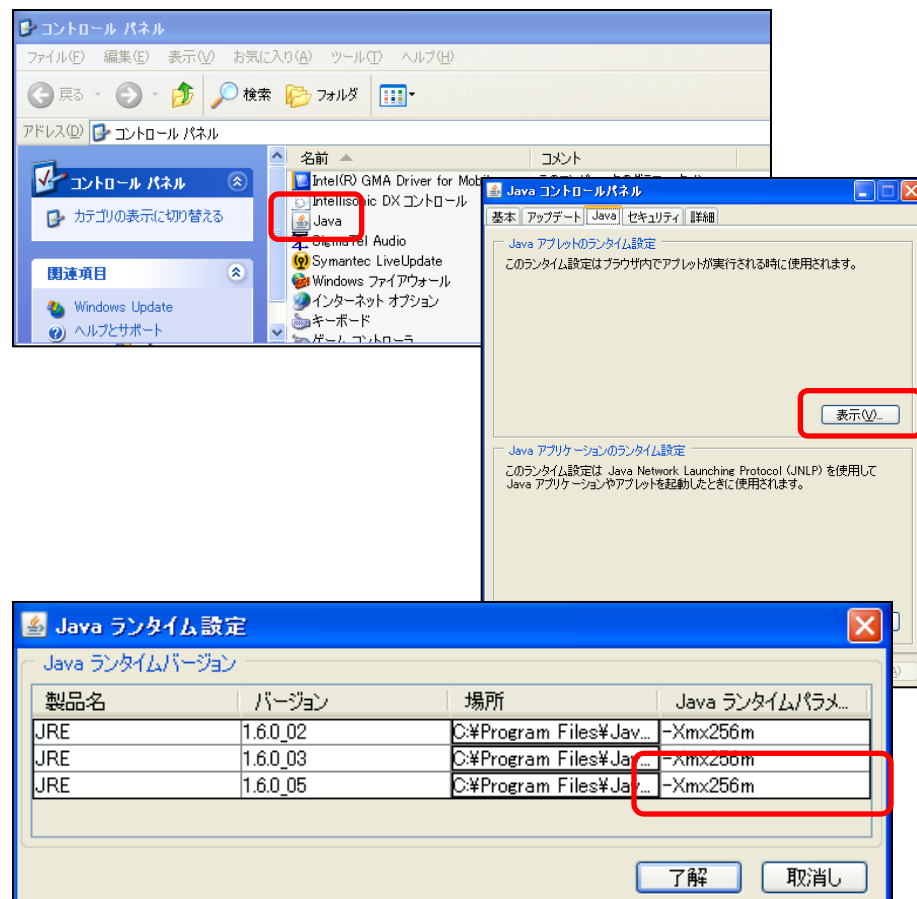 コントロール パネル
ファイル(F) 編集(E) 表示(V) お気に入り(A) ツール(T) ヘルプ(H)
戻る 検索 フォルダ
アドレス(D) コントロール パネル
コントロール パネル
カテゴリの表示に切り替える
関連項目
Windows Update
ヘルプとサポート
名前 コメント
Intel(R) GMA Driver for Mobile
Intellisonic DX コントロール
Java
SigmaTel Audio
Symantec LiveUpdate
Windows ファイアウォール
インターネット オプション
キーボード
ゲーム コントローラ
Java コントロールパネル
基本 アップデート Java セキュリティ 詳細
Java アプレットのランタイム設定
このランタイム設定はブラウザ内でアプレットが実行される時に使用されます。
表示(V)...
Java アプリケーションのランタイム設定
このランタイム設定は Java Network Launching Protocol (JNLP) を使用して
Java アプリケーションやアプレットを起動したときに使用されます。
Java ランタイム設定
Java ランタイムバージョン
製品名 バージョン 場所 Java ランタイムパラメ...
JRE 1.6.0_02 C:¥Program Files¥Jav... -Xmx256m
JRE 1.6.0_03 C:¥Program Files¥Jav... -Xmx256m
JRE 1.6.0_05 C:¥Program Files¥Jav... -Xmx256m
了解 取消し